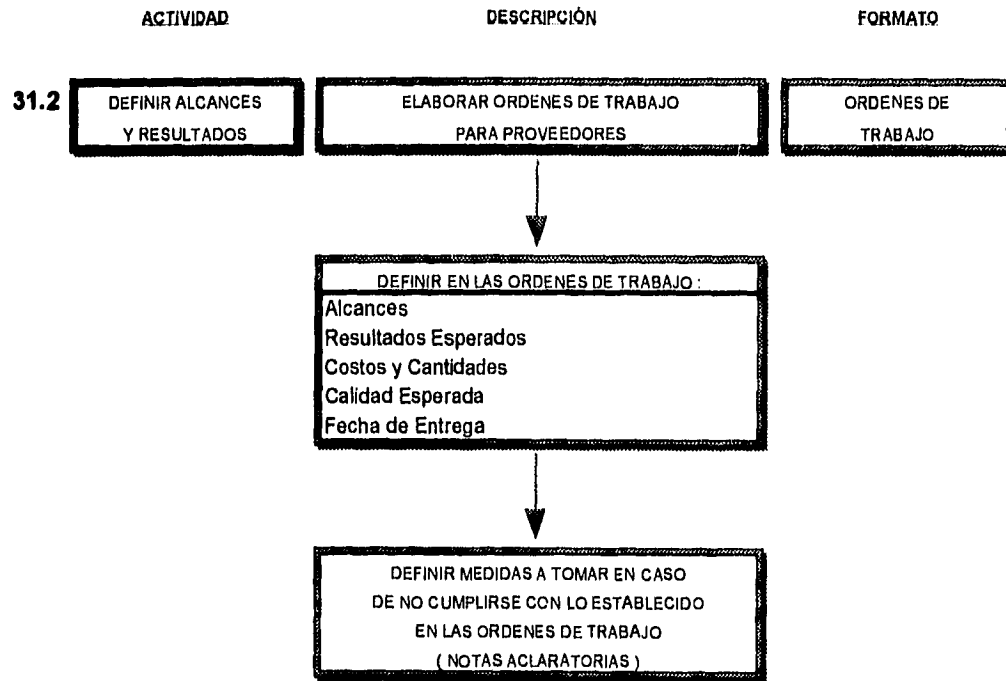 ACTIVIDAD DESCRIPCIÓN FORMATO
31.2
DEFINIR ALCANCES
Y RESULTADOS
ELABORAR ORDENES DE TRABAJO
PARA PROVEEDORES
ORDENES DE
TRABAJO
DEFINIR EN LAS ORDENES DE TRABAJO :
Alcances
Resultados Esperados
Costos y Cantidades
Calidad Esperada
Fecha de Entrega
DEFINIR MEDIDAS A TOMAR EN CASO
DE NO CUMPLIRSE CON LO ESTABLECIDO
EN LAS ORDENES DE TRABAJO
( NOTAS ACLARATORIAS )